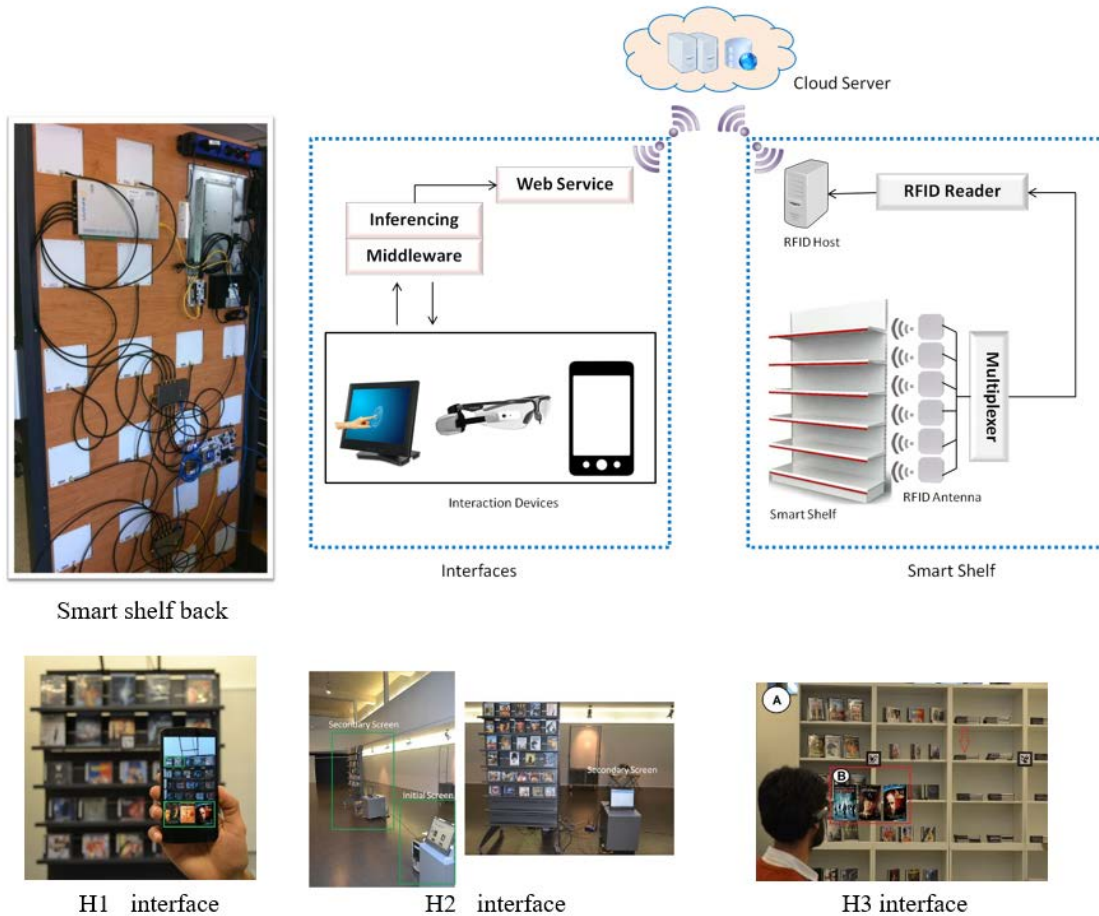 Cloud Server
Web Service
Inferencing
Middleware
Interaction Devices
Interfaces
RFID Reader
RFID Host
Multiplexer
RFID Antenna
Smart Shelf
Smart Shelf
Smart shelf back
Secondary Screen
Initial Screen
Secondary Screen
A
B
H1 interface
H2 interface
H3 interface